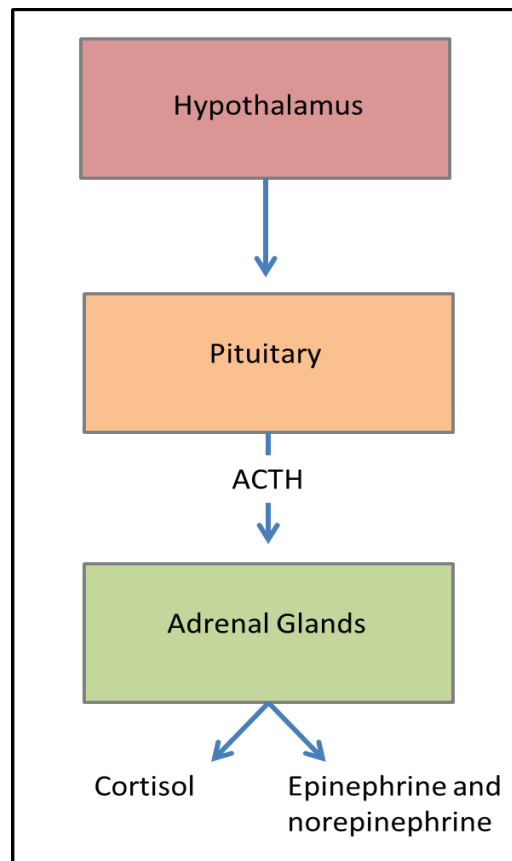 Hypothalamus
Pituitary
ACTH
Adrenal Glands
Cortisol
Epinephrine and
norepinephrine